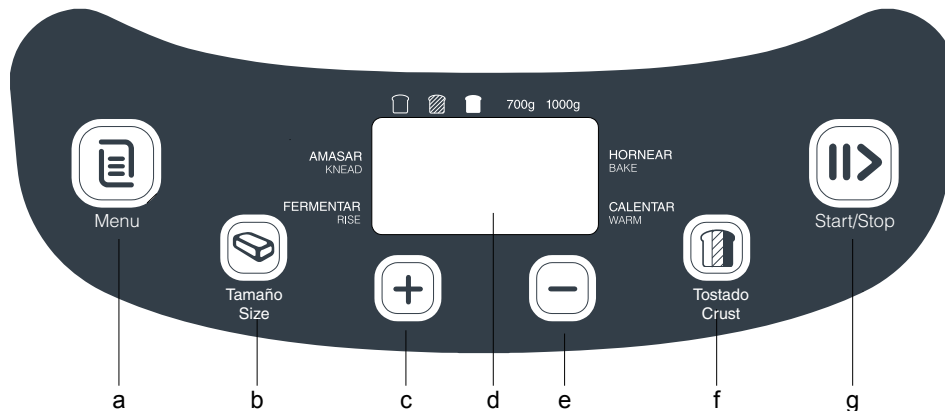 700g 1000g
AMASAR
KNEAD
HORNEAR
BAKE
FERMENTAR
RISE
CALENTAR
WARM
Menu
Start/Stop
Tamaño
Size
Tostado
Crust
a b c d e f g